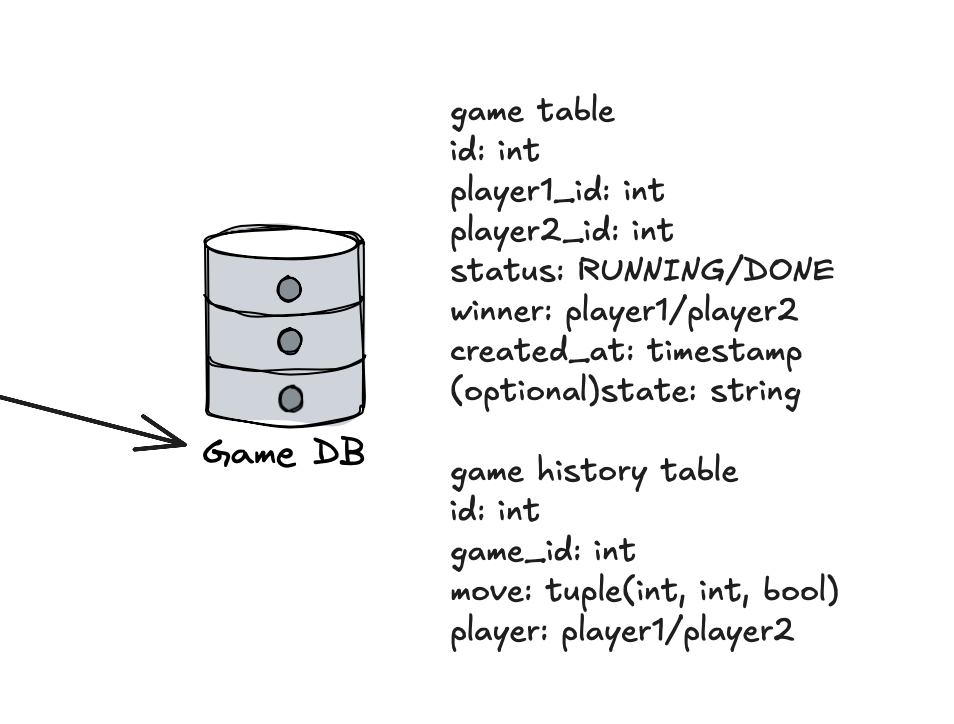 game table
id: int
player1_id: int
player2_id: int
status: RUNNING/DONE
winner: player1/player2
created_at: timestamp
(optional)state: string
Game DB
game history table
id: int
game_id: int
move: tuple(int, int, bool)
player: player1/player2